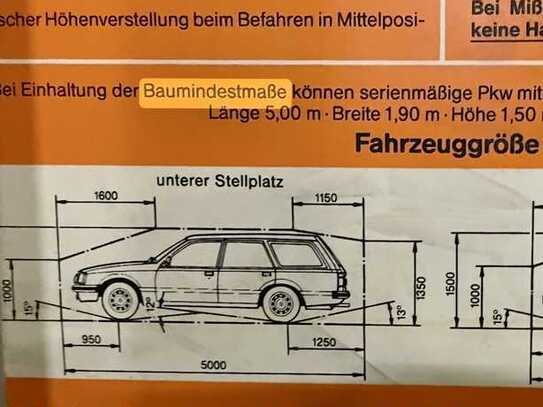 scher Höhenverstellung beim Befahren in Mittelposi-
Bei Miß
keine Ha
Bei Einhaltung der Baumindestmaße können serienmäßige Pkw mit
Länge 5,00 m · Breite 1,90 m · Höhe 1,50 m
Fahrzeuggröße
unterer Stellplatz
1600
1150
1000
15°
12°
13°
1350
1500
1000
15°
950
1250
5000